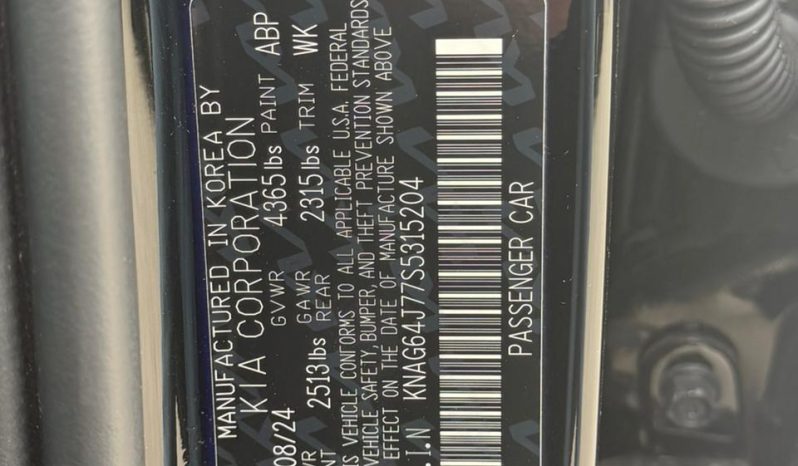 MANUFACTURED IN KOREA BY
KIA CORPORATION
08/24 GVWR 4365lbs PAINT ABP
2513lbs GAWR REAR 2315lbs TRIM WK
VEHICLE CONFORMS TO ALL APPLICABLE U.S.A. FEDERAL
VEHICLE SAFETY, BUMPER, AND THEFT PREVENTION STANDARDS
EFFECT ON THE DATE OF MANUFACTURE SHOWN ABOVE
.I.N KNAG64J77S5315204
PASSENGER CAR